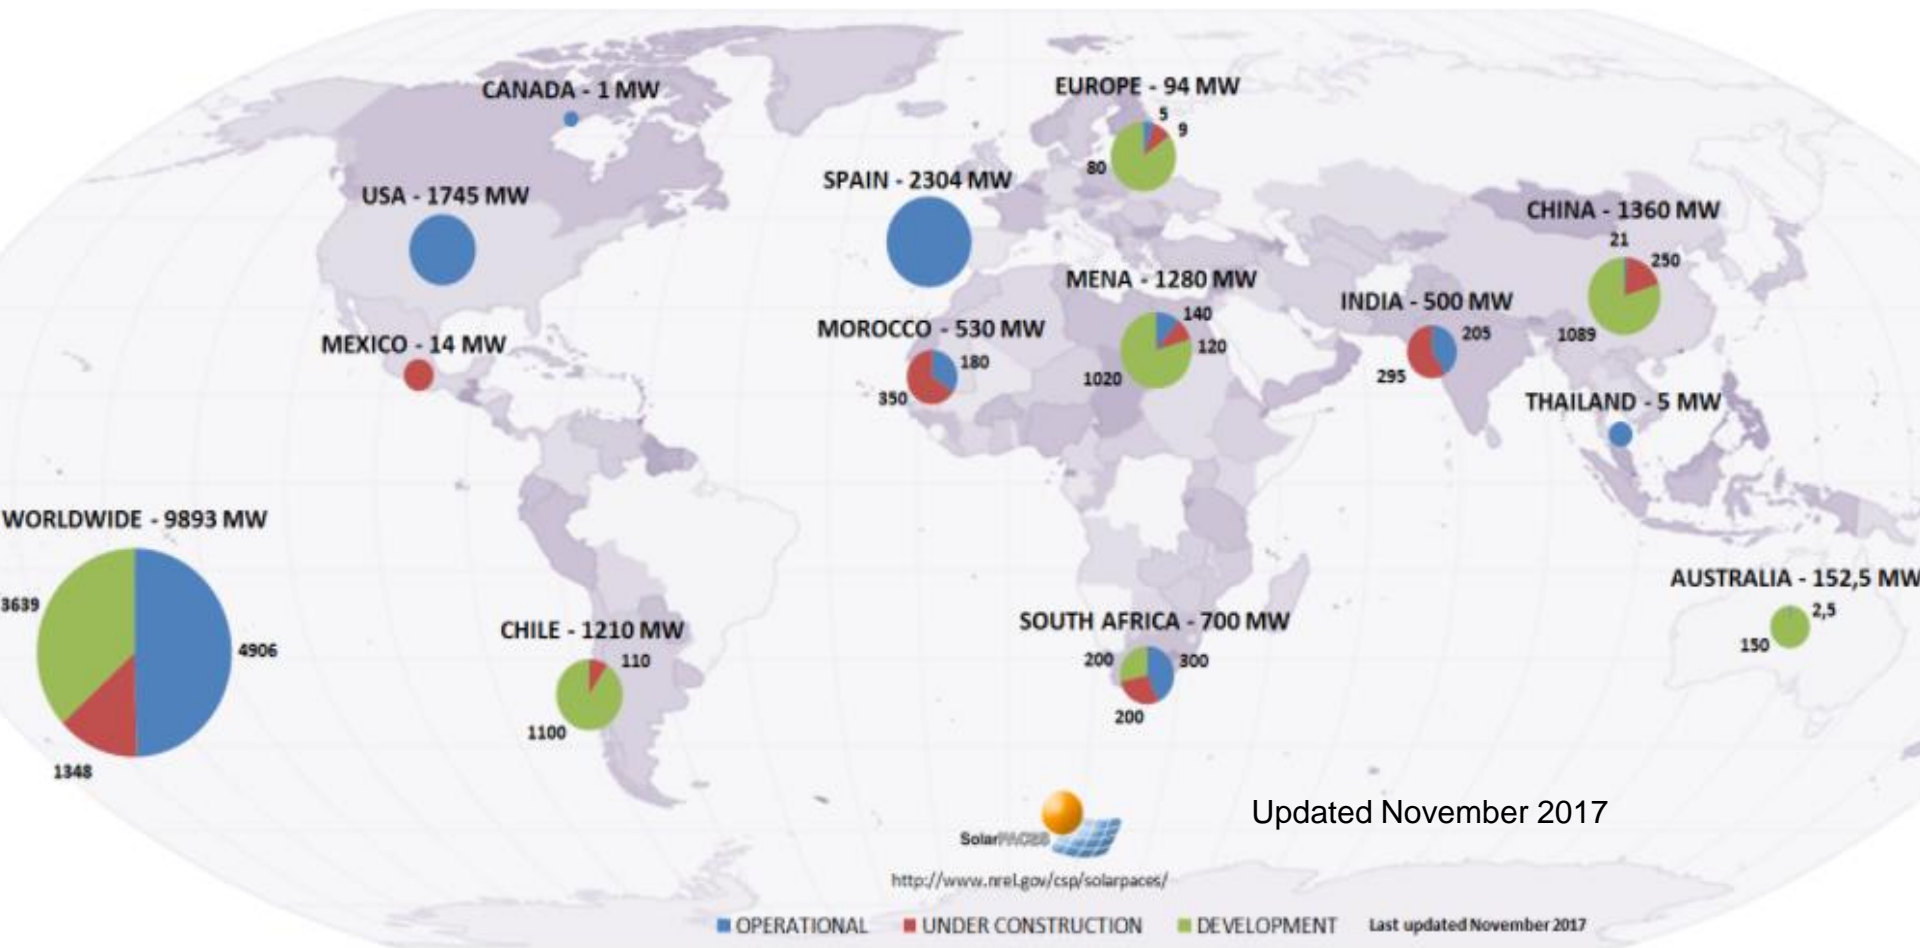 CANADA - 1 MW
EUROPE - 94 MW
5
9
80
USA - 1745 MW
SPAIN - 2304 MW
CHINA - 1360 MW
21
250
1089
MENA - 1280 MW
140
120
1020
INDIA - 500 MW
205
295
MOROCCO - 530 MW
180
350
MEXICO - 14 MW
THAILAND - 5 MW
WORLDWIDE - 9893 MW
3639
4906
1348
AUSTRALIA - 152,5 MW
2,5
150
CHILE - 1210 MW
110
1100
SOUTH AFRICA - 700 MW
200
300
200
Updated November 2017
SolarPACES
http://www.nrel.gov/csp/solarpaces/
OPERATIONAL UNDER CONSTRUCTION DEVELOPMENT Last updated November 2017